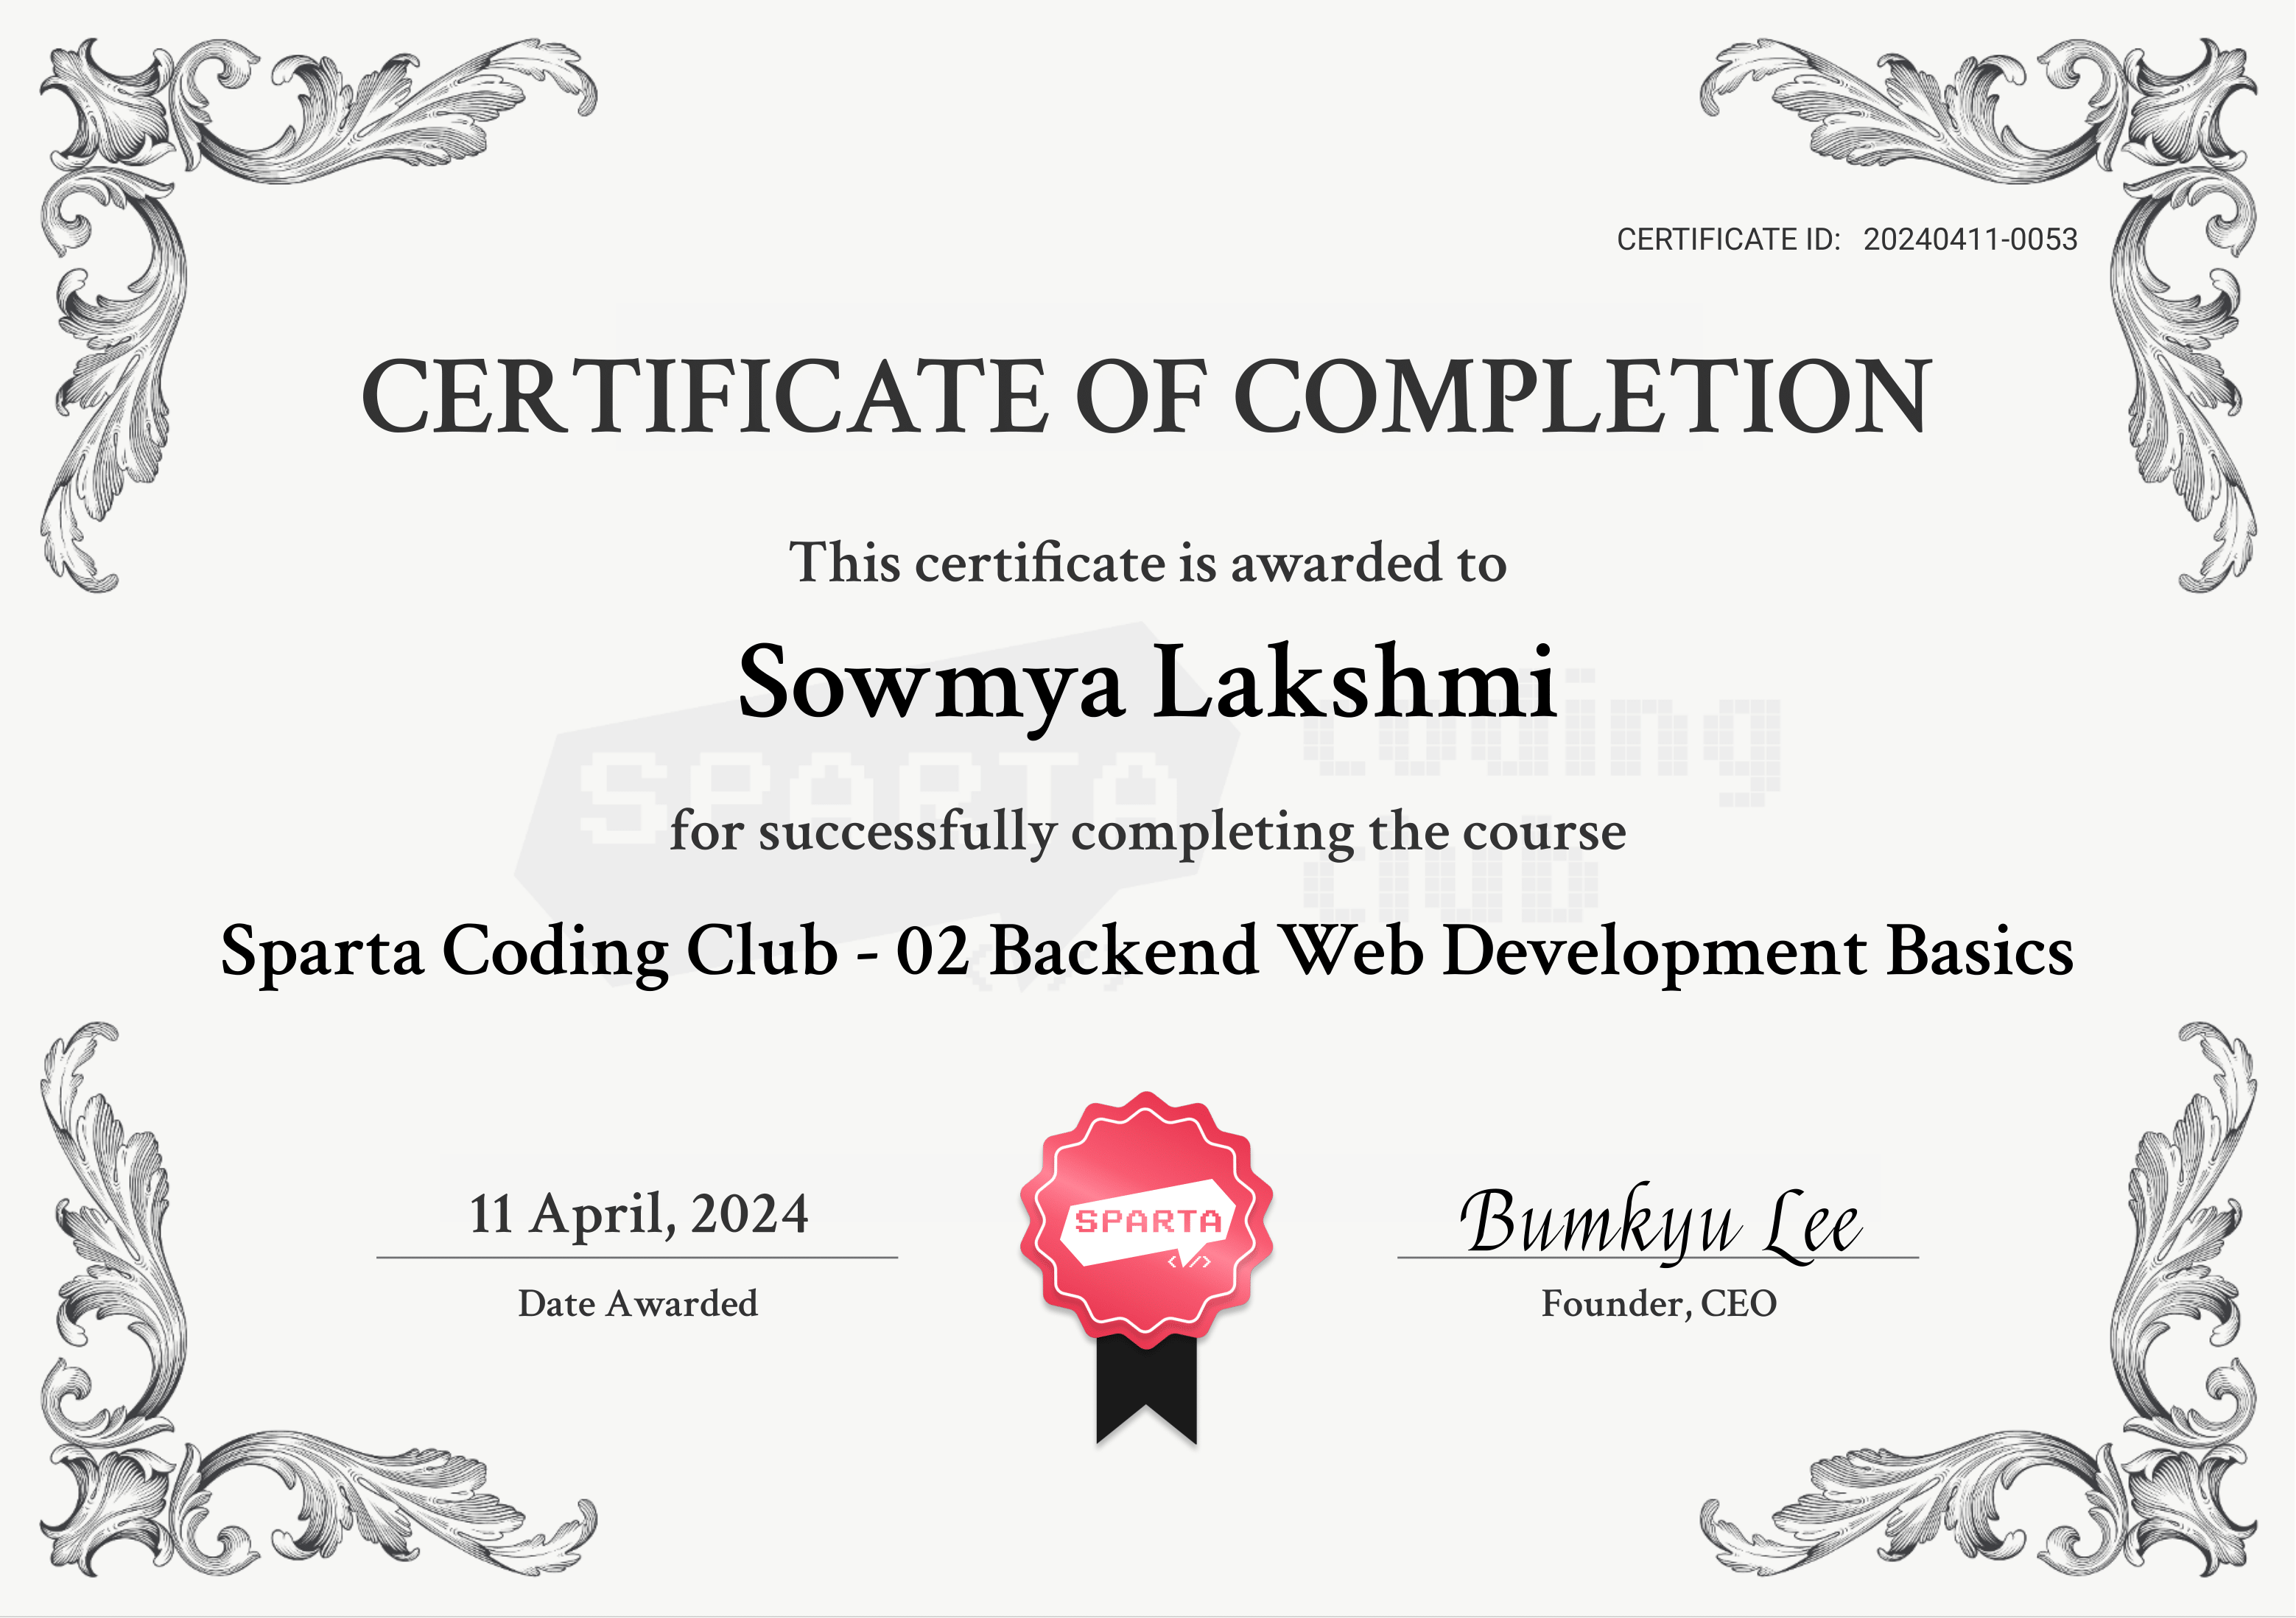 CERTIFICATE ID: 20240411-0053
CERTIFICATE OF COMPLETION
This certificate is awarded to
Sowmya Lakshmi
SPARTA coding
club
for successfully completing the course
Sparta Coding Club - 02 Backend Web Development Basics
</>
11 April, 2024
Date Awarded
SPARTA
</>
Bumkyu Lee
Founder, CEO